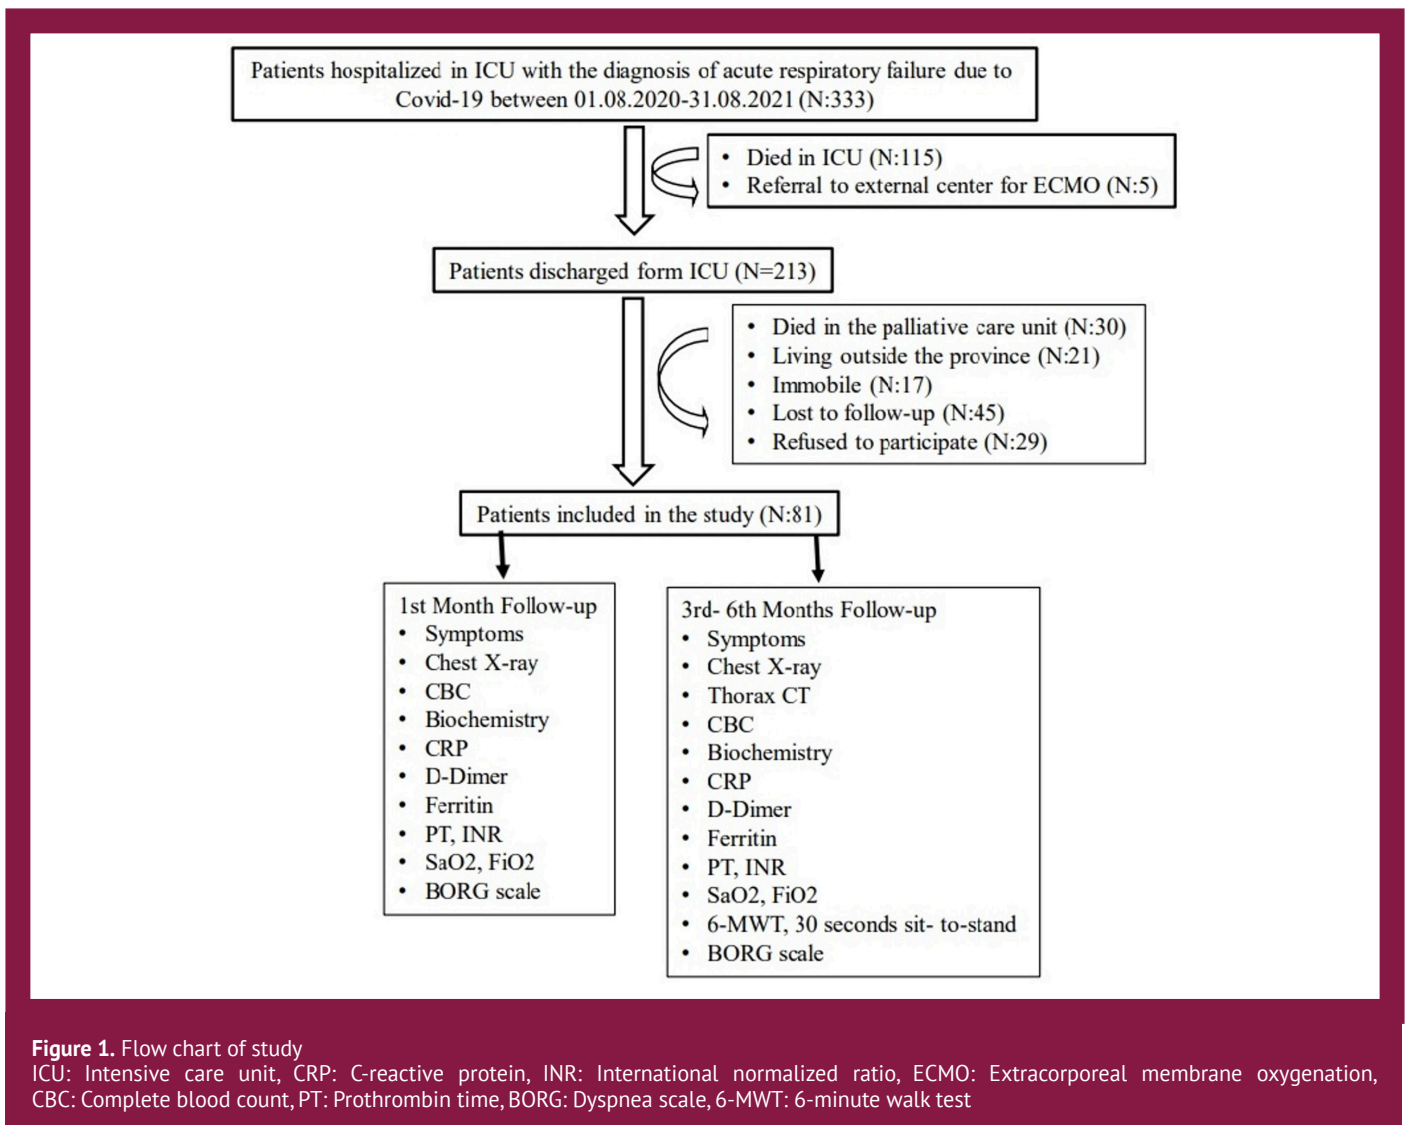 Patients hospitalized in ICU with the diagnosis of acute respiratory failure due to
Covid-19 between 01.08.2020-31.08.2021 (N:333)
• Died in ICU (N:115)
• Referral to external center for ECMO (N:5)
Patients discharged form ICU (N=213)
• Died in the palliative care unit (N:30)
• Living outside the province (N:21)
• Immobile (N:17)
• Lost to follow-up (N:45)
• Refused to participate (N:29)
Patients included in the study (N:81)
1st Month Follow-up
• Symptoms
• Chest X-ray
• CBC
• Biochemistry
• CRP
• D-Dimer
• Ferritin
• PT, INR
• SaO2, FiO2
• BORG scale
3rd- 6th Months Follow-up
• Symptoms
• Chest X-ray
• Thorax CT
• CBC
• Biochemistry
• CRP
• D-Dimer
• Ferritin
• PT, INR
• SaO2, FiO2
• 6-MWT, 30 seconds sit- to-stand
• BORG scale
Figure 1. Flow chart of study
ICU: Intensive care unit, CRP: C-reactive protein, INR: International normalized ratio, ECMO: Extracorporeal membrane oxygenation,
CBC: Complete blood count, PT: Prothrombin time, BORG: Dyspnea scale, 6-MWT: 6-minute walk test